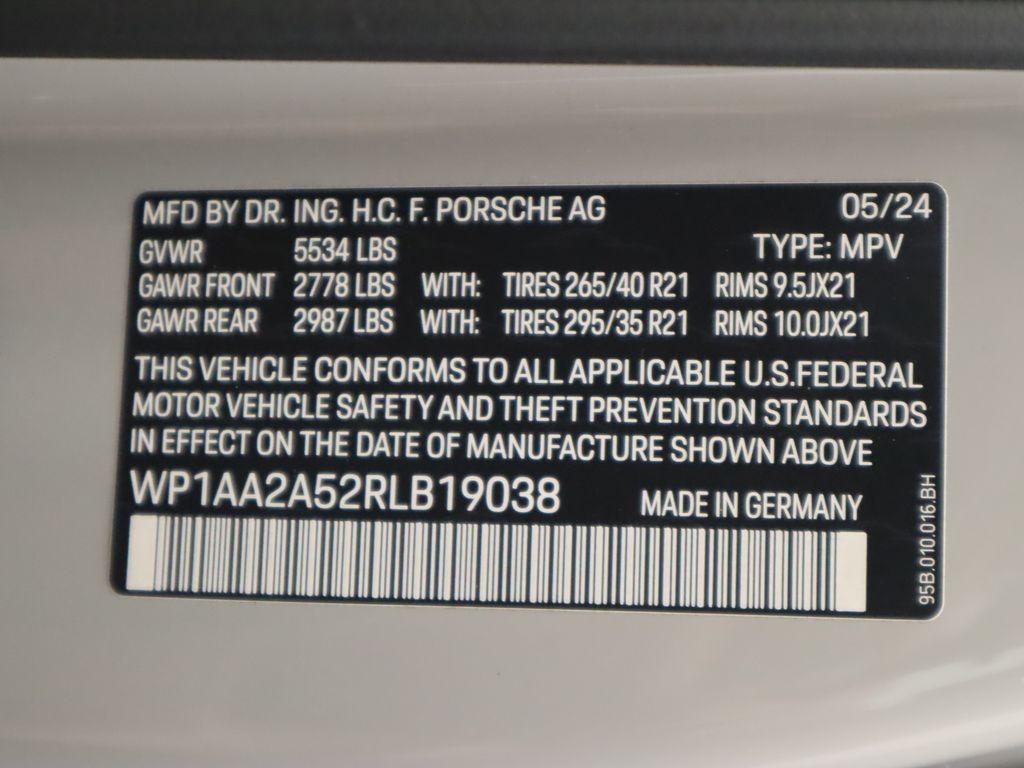 MFD BY DR. ING. H.C. F. PORSCHE AG 05/24
GVWR 5534 LBS TYPE: MPV
GAWR FRONT 2778 LBS WITH: TIRES 265/40 R21 RIMS 9.5JX21
GAWR REAR 2987 LBS WITH: TIRES 295/35 R21 RIMS 10.0JX21
THIS VEHICLE CONFORMS TO ALL APPLICABLE U.S.FEDERAL
MOTOR VEHICLE SAFETY AND THEFT PREVENTION STANDARDS
IN EFFECT ON THE DATE OF MANUFACTURE SHOWN ABOVE
WP1AA2A52RLB19038 MADE IN GERMANY
95B.010.016.BH